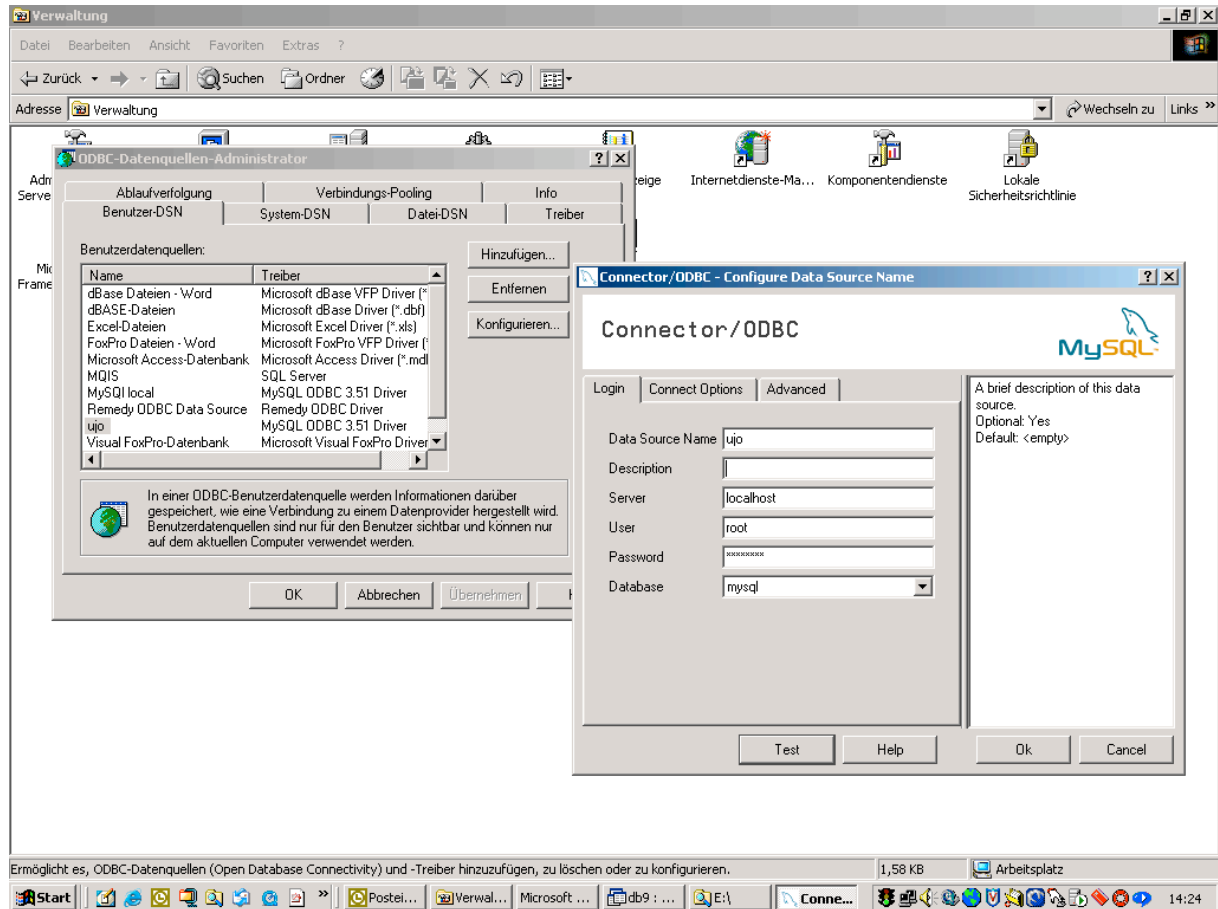 Verwaltung
Datei Bearbeiten Ansicht Favoriten Extras ?
Zurück Suchen Ordner
Adresse Verwaltung Wechseln zu Links »
Internetdienste-Ma... Komponentendienste Lokale
Sicherheitsrichtlinie
ODBC-Datenquellen-Administrator
Ablaufverfolgung Verbindungs-Pooling Info
Benutzer-DSN System-DSN Datei-DSN Treiber
Benutzerdatenquellen:
Name Treiber
dBase Dateien - Word Microsoft dBase VFP Driver (*
dBASE-Dateien Microsoft dBase Driver (*.dbf)
Excel-Dateien Microsoft Excel Driver (*.xls)
FoxPro Dateien - Word Microsoft FoxPro VFP Driver (*
Microsoft Access-Datenbank Microsoft Access Driver (*.mdl
MQIS SQL Server
MySQl local MySQL ODBC 3.51 Driver
Remedy ODBC Data Source Remedy ODBC Driver
ujo MySQL ODBC 3.51 Driver
Visual FoxPro-Datenbank Microsoft Visual FoxPro Driver
Hinzufügen...
Entfernen
Konfigurieren...
In einer ODBC-Benutzerdatenquelle werden Informationen darüber
gespeichert, wie eine Verbindung zu einem Datenprovider hergestellt wird.
Benutzerdatenquellen sind nur für den Benutzer sichtbar und können nur
auf dem aktuellen Computer verwendet werden.
OK Abbrechen Übernehmen
Connector/ODBC - Configure Data Source Name
Connector/ODBC
MySQL
Login Connect Options Advanced
Data Source Name ujo
Description
Server localhost
User root
Password ********
Database mysql
A brief description of this data
source.
Optional: Yes
Default: <empty>
Test Help Ok Cancel
Ermöglicht es, ODBC-Datenquellen (Open Database Connectivity) und -Treiber hinzuzufügen, zu löschen oder zu konfigurieren. 1,58 KB Arbeitsplatz
Start » Postei... Verwal... Microsoft ... db9 : ... E:\ Conne... 14:24